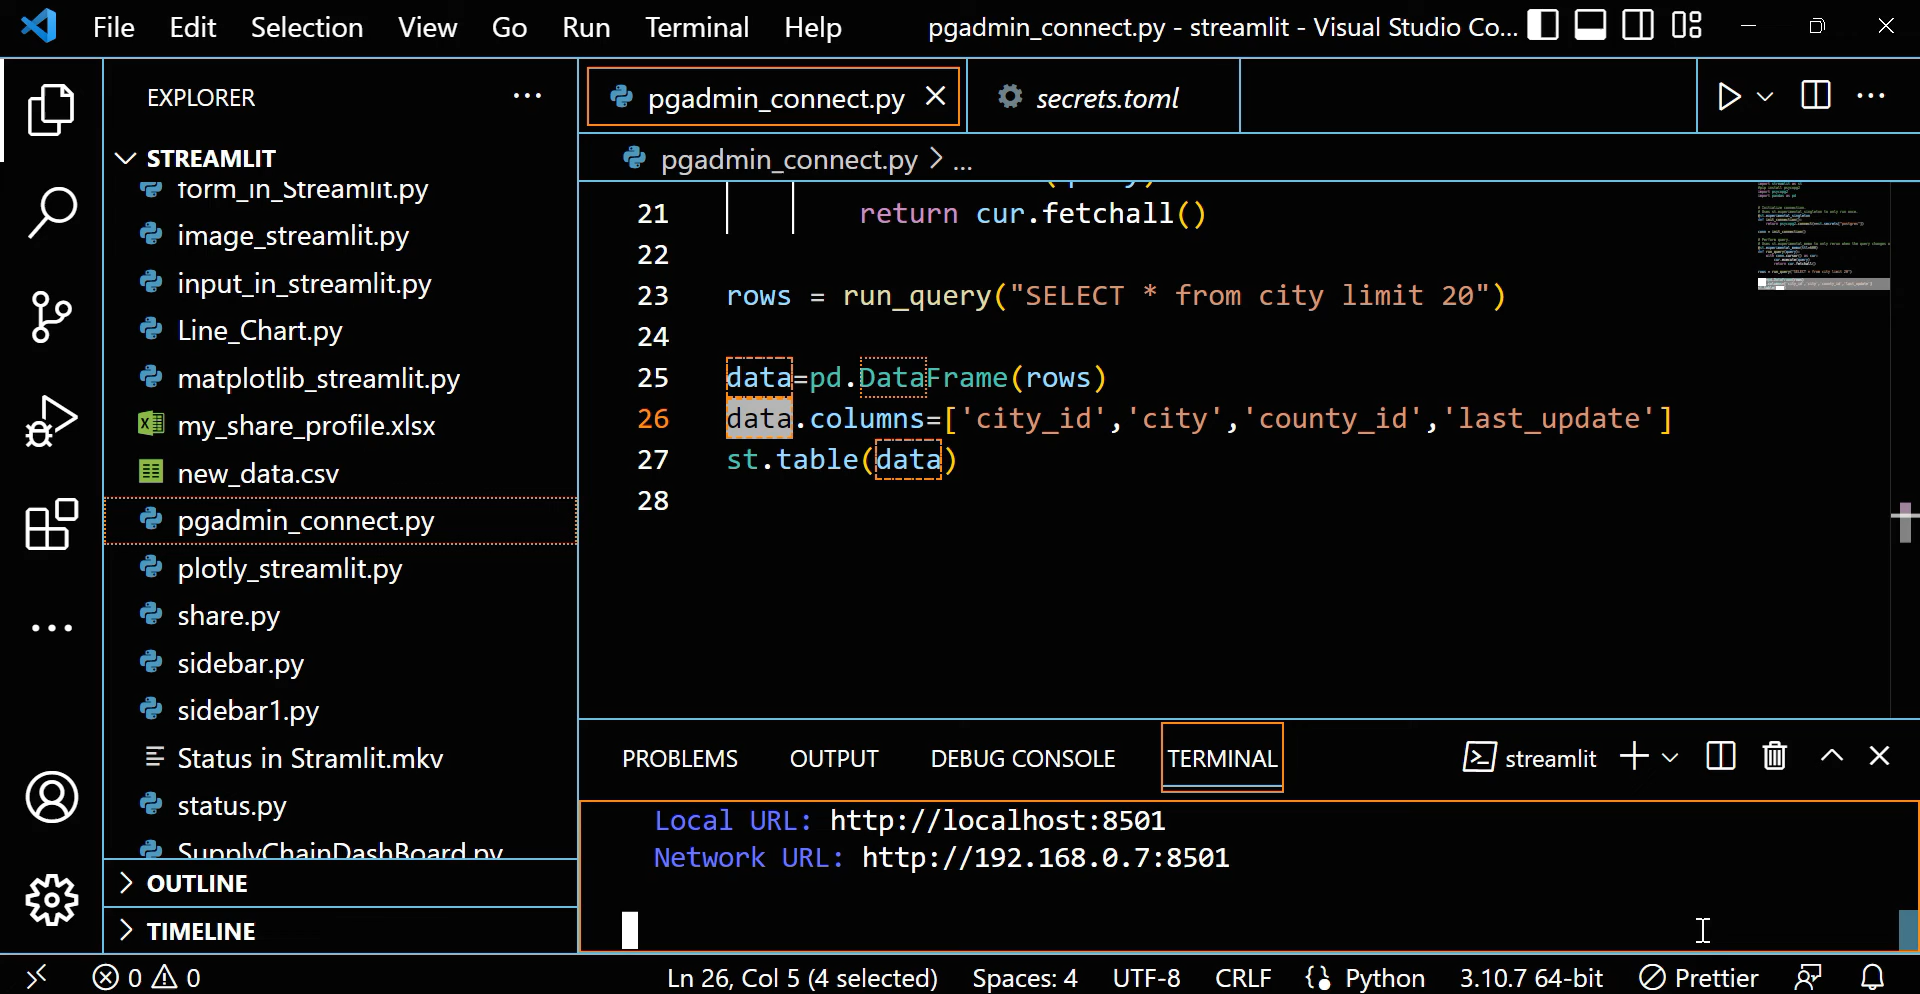 File Edit Selection View Go Run Terminal Help pgadmin_connect.py - streamlit - Visual Studio Co...
EXPLORER
STREAMLIT
form_in_Streamlit.py
image_streamlit.py
input_in_streamlit.py
Line_Chart.py
matplotlib_streamlit.py
my_share_profile.xlsx
new_data.csv
pgadmin_connect.py
plotly_streamlit.py
share.py
sidebar.py
sidebar1.py
Status in Stramlit.mkv
status.py
SupplyChainDashBoard.py
OUTLINE
TIMELINE
pgadmin_connect.py secrets.toml
pgadmin_connect.py > ...
21 return cur.fetchall()
22
23 rows = run_query("SELECT * from city limit 20")
24
25 data=pd.DataFrame(rows)
26 data.columns=['city_id','city','county_id','last_update']
27 st.table(data)
28
PROBLEMS OUTPUT DEBUG CONSOLE TERMINAL streamlit
Local URL: http://localhost:8501
Network URL: http://192.168.0.7:8501
0 0 Ln 26, Col 5 (4 selected) Spaces: 4 UTF-8 CRLF Python 3.10.7 64-bit Prettier